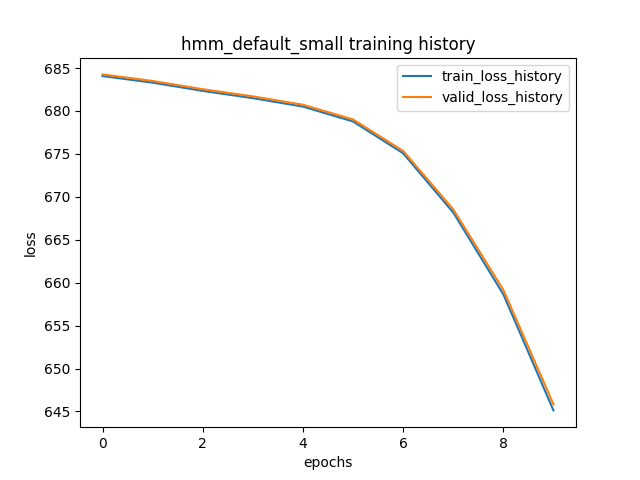 hmm_default_small training history
685
680
675
670
665
660
655
650
645
loss
train_loss_history
valid_loss_history
0 2 4 6 8
epochs